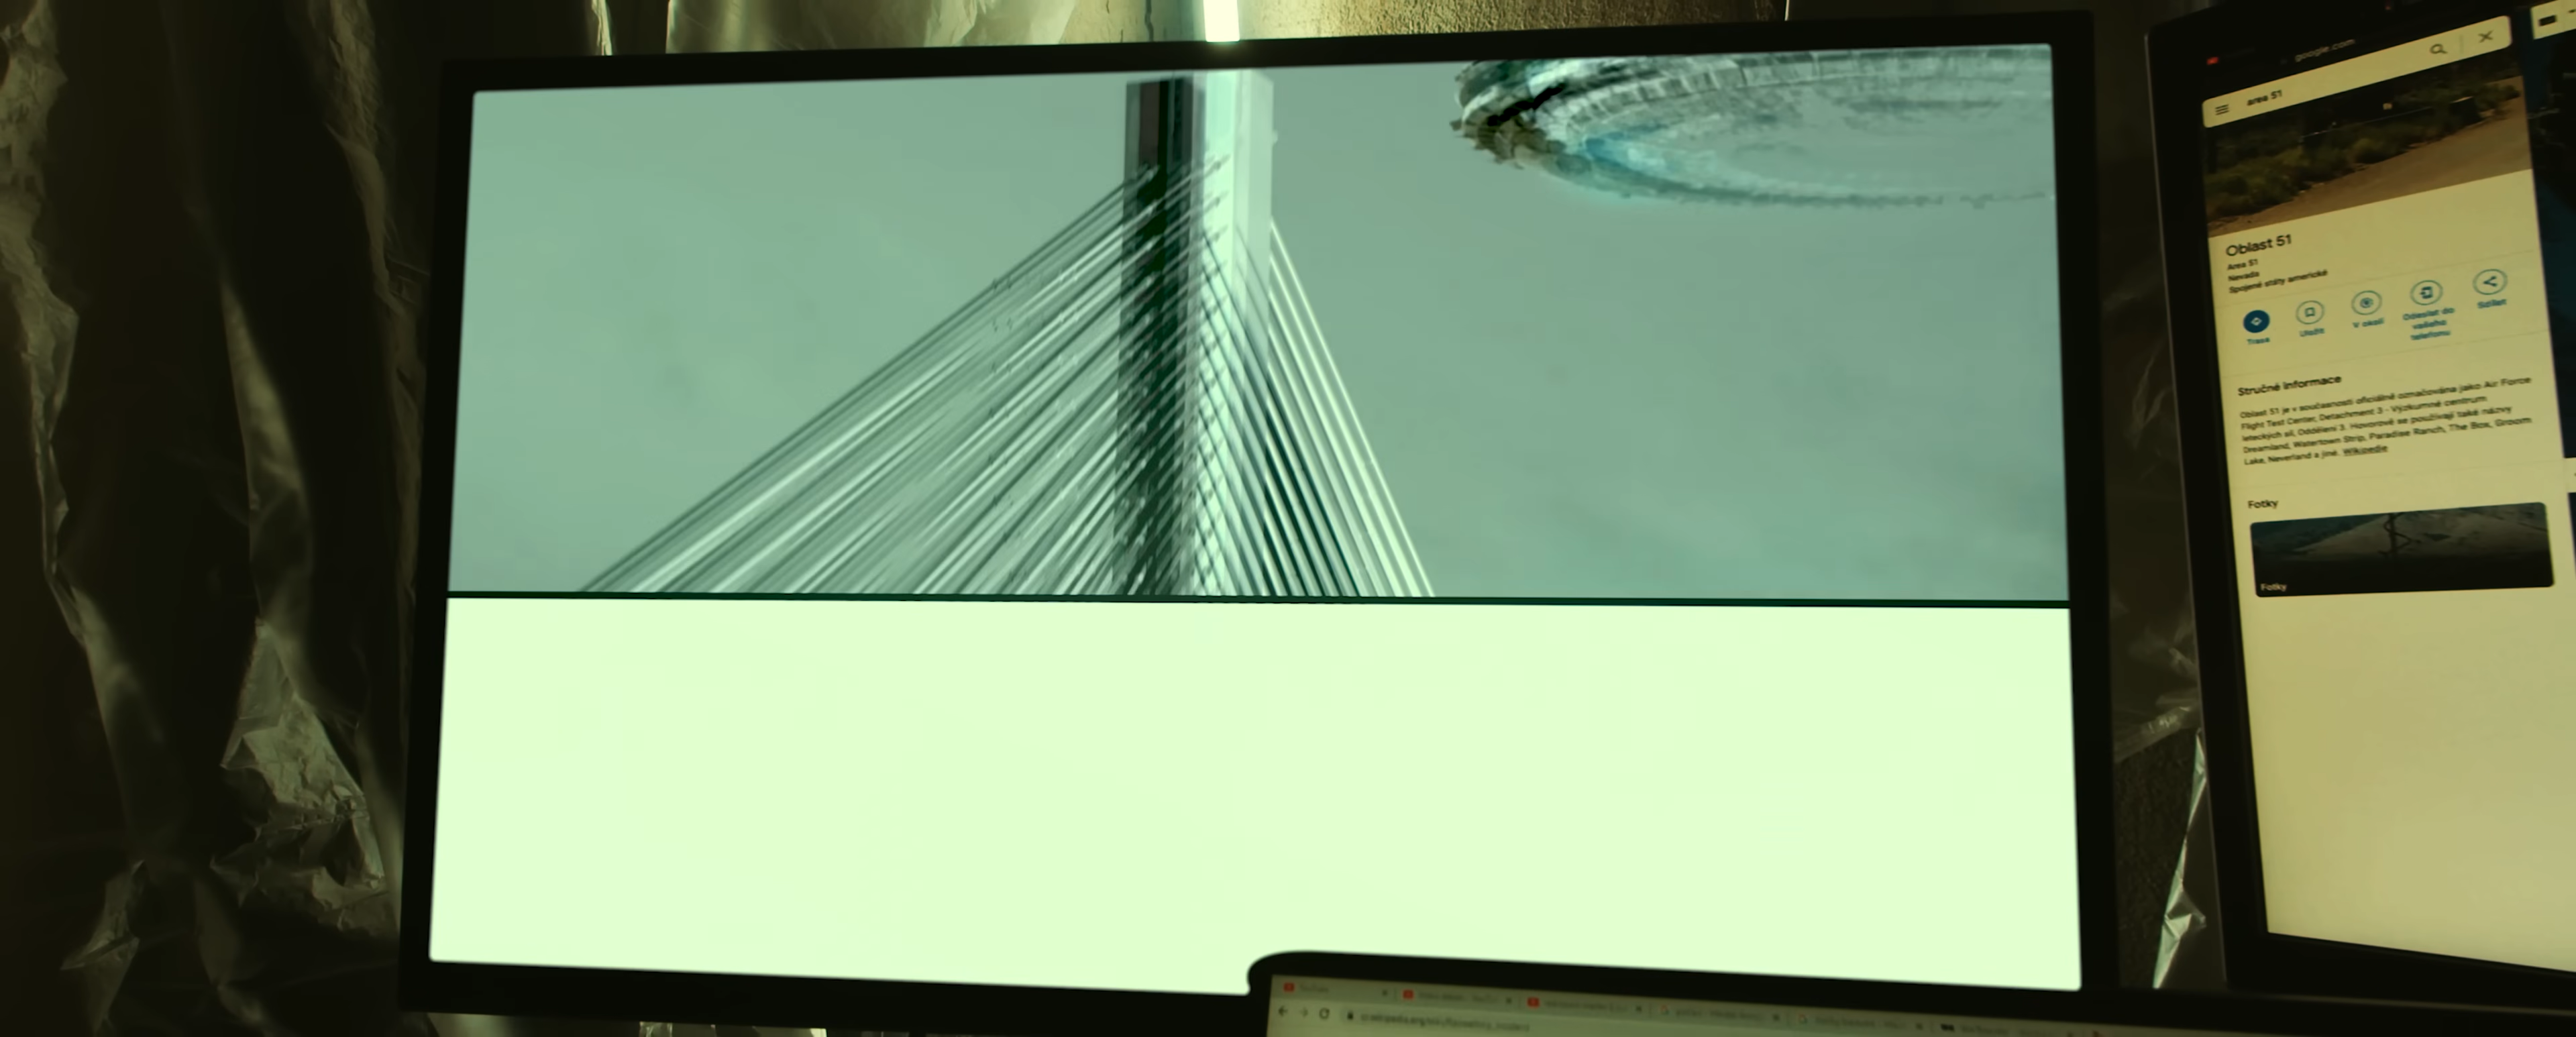 google.com
area 51
Oblast 51
Area 51
Nevada
Spojené státy americké
Trasa
Uložit
V okolí
Odeslat do
vašeho
telefonu
Sdílet
Stručné informace
Oblast 51 je v současnosti oficiálně označována jako Air Force
Flight Test Center, Detachment 3 - Výzkumné centrum
leteckých sil, Oddělení 3. Hovorově se používají také názvy
Dreamland, Watertown Strip, Paradise Ranch, The Box, Groom
Lake, Neverland a jiné. Wikipedie
Fotky
Fotky
YouTube